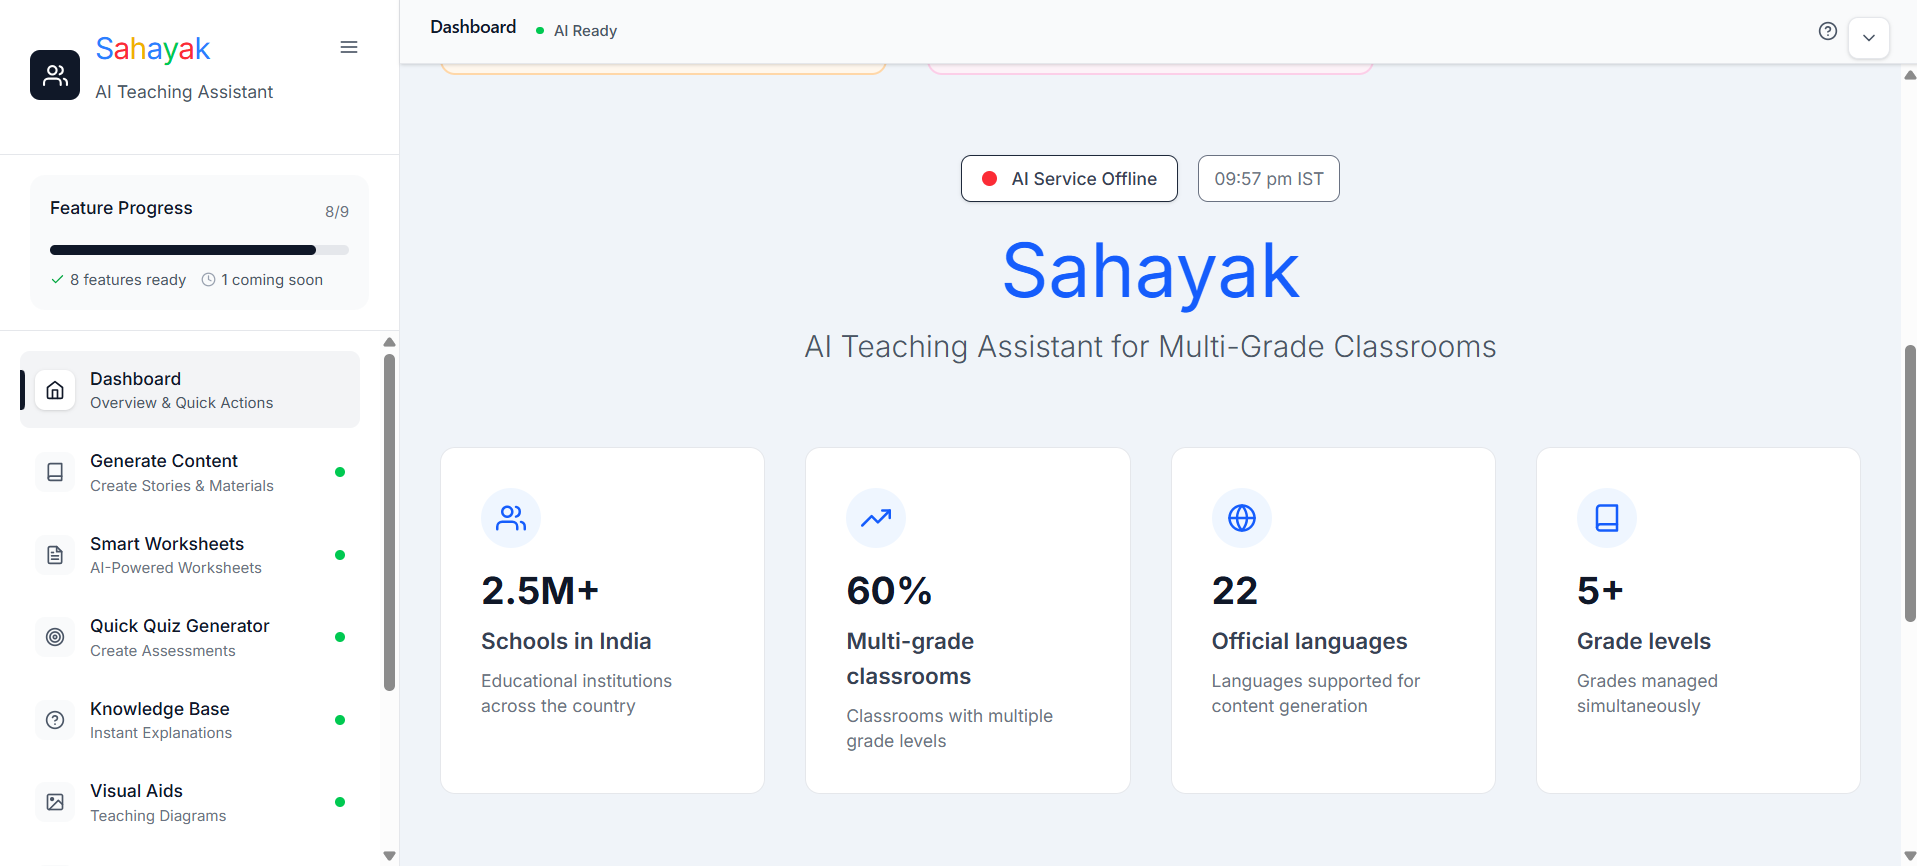 Sahayak
AI Teaching Assistant
Feature Progress
8/9
8 features ready
1 coming soon
Dashboard
Overview & Quick Actions
Generate Content
Create Stories & Materials
Smart Worksheets
AI-Powered Worksheets
Quick Quiz Generator
Create Assessments
Knowledge Base
Instant Explanations
Visual Aids
Teaching Diagrams
Dashboard
AI Ready
AI Service Offline
09:57 pm IST
Sahayak
AI Teaching Assistant for Multi-Grade Classrooms
2.5M+
Schools in India
Educational institutions
across the country
60%
Multi-grade
classrooms
Classrooms with multiple
grade levels
22
Official languages
Languages supported for
content generation
5+
Grade levels
Grades managed
simultaneously